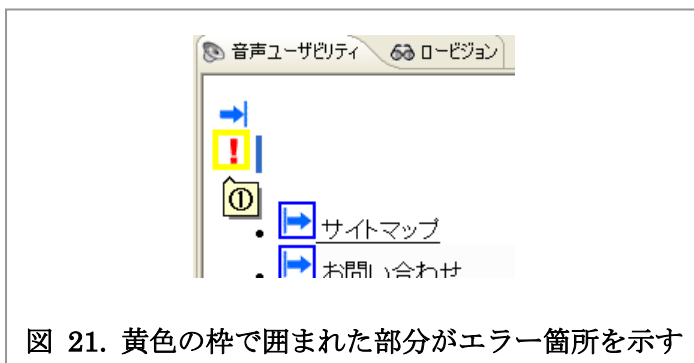 音声ユーザビリティ ロービジョン
!
①
• サイトマップ
• お問い合わせ
図 21. 黄色の枠で囲まれた部分がエラー箇所を示す